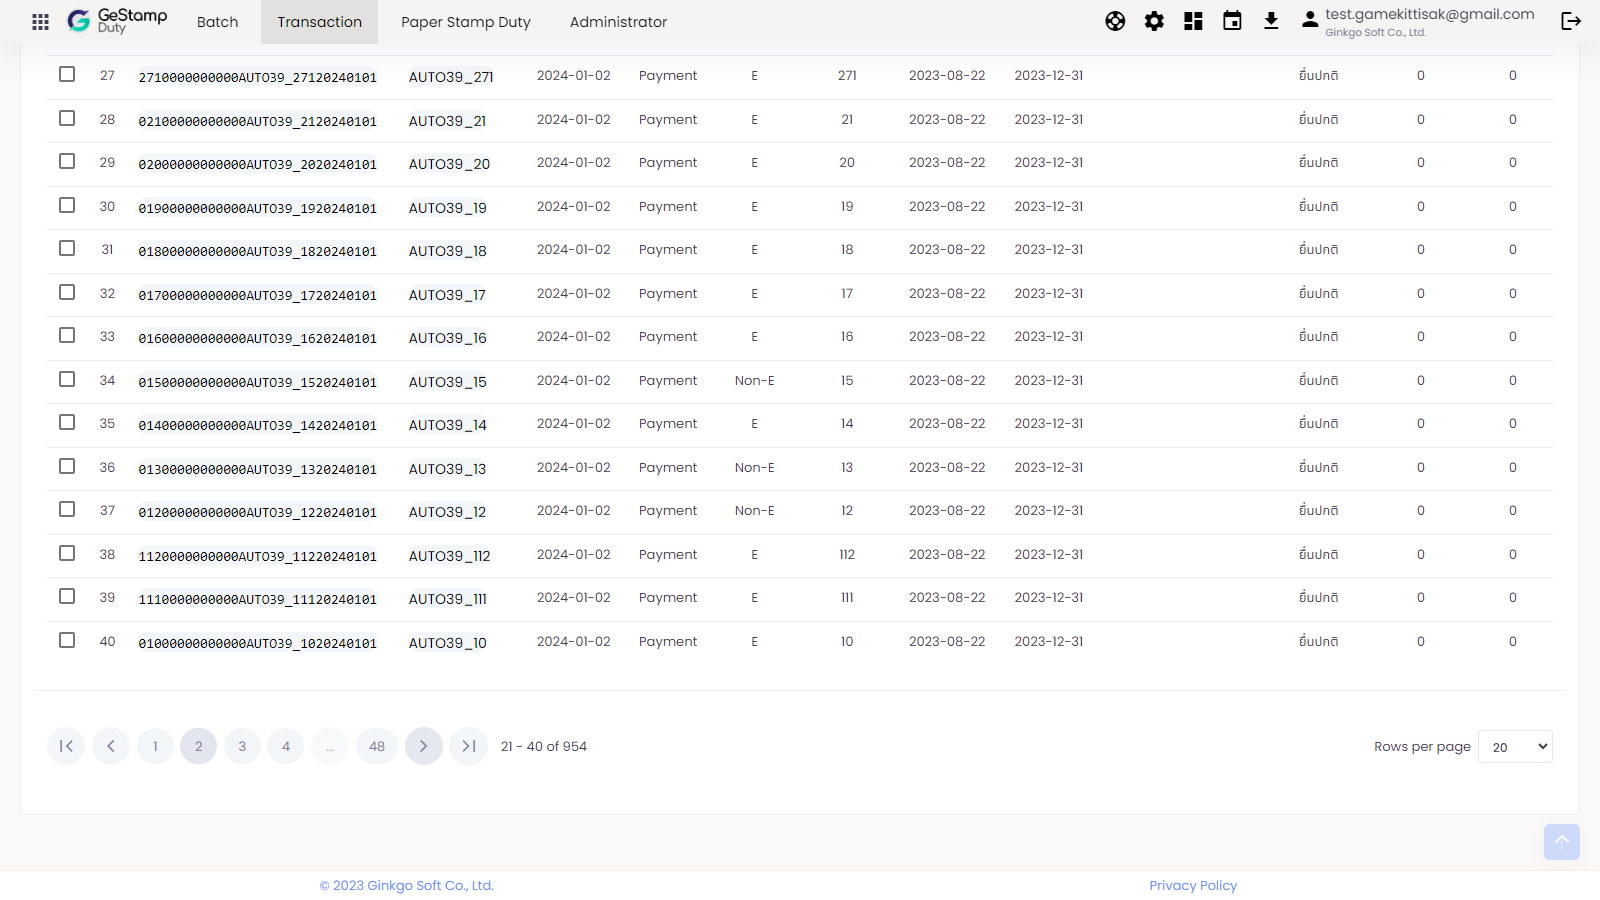 GeStamp Duty Batch Transaction Paper Stamp Duty Administrator test.gamekittisak@gmail.com
Ginkgo Soft Co., Ltd.
27 2710000000000AUTO39_27120240101 AUTO39_271 2024-01-02 Payment E 271 2023-08-22 2023-12-31 ยื่นปกติ 0 0
28 02100000000000AUTO39_2120240101 AUTO39_21 2024-01-02 Payment E 21 2023-08-22 2023-12-31 ยื่นปกติ 0 0
29 02000000000000AUTO39_2020240101 AUTO39_20 2024-01-02 Payment E 20 2023-08-22 2023-12-31 ยื่นปกติ 0 0
30 01900000000000AUTO39_1920240101 AUTO39_19 2024-01-02 Payment E 19 2023-08-22 2023-12-31 ยื่นปกติ 0 0
31 01800000000000AUTO39_1820240101 AUTO39_18 2024-01-02 Payment E 18 2023-08-22 2023-12-31 ยื่นปกติ 0 0
32 01700000000000AUTO39_1720240101 AUTO39_17 2024-01-02 Payment E 17 2023-08-22 2023-12-31 ยื่นปกติ 0 0
33 01600000000000AUTO39_1620240101 AUTO39_16 2024-01-02 Payment E 16 2023-08-22 2023-12-31 ยื่นปกติ 0 0
34 01500000000000AUTO39_1520240101 AUTO39_15 2024-01-02 Payment Non-E 15 2023-08-22 2023-12-31 ยื่นปกติ 0 0
35 01400000000000AUTO39_1420240101 AUTO39_14 2024-01-02 Payment E 14 2023-08-22 2023-12-31 ยื่นปกติ 0 0
36 01300000000000AUTO39_1320240101 AUTO39_13 2024-01-02 Payment Non-E 13 2023-08-22 2023-12-31 ยื่นปกติ 0 0
37 01200000000000AUTO39_1220240101 AUTO39_12 2024-01-02 Payment Non-E 12 2023-08-22 2023-12-31 ยื่นปกติ 0 0
38 1120000000000AUTO39_11220240101 AUTO39_112 2024-01-02 Payment E 112 2023-08-22 2023-12-31 ยื่นปกติ 0 0
39 1110000000000AUTO39_11120240101 AUTO39_111 2024-01-02 Payment E 111 2023-08-22 2023-12-31 ยื่นปกติ 0 0
40 01000000000000AUTO39_1020240101 AUTO39_10 2024-01-02 Payment E 10 2023-08-22 2023-12-31 ยื่นปกติ 0 0
1 2 3 4 ... 48 21 - 40 of 954 Rows per page 20
© 2023 Ginkgo Soft Co., Ltd. Privacy Policy